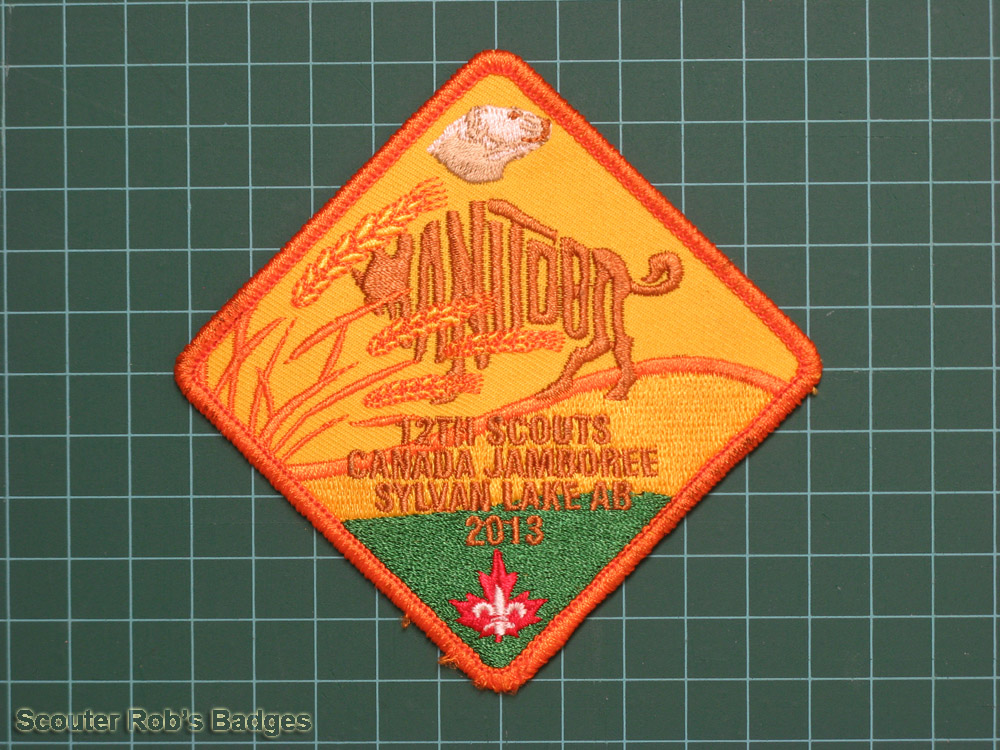 MANITOBA
12TH SCOUTS
CANADA JAMBOREE
SYLVAN LAKE AB
2013
Scouter Rob's Badges